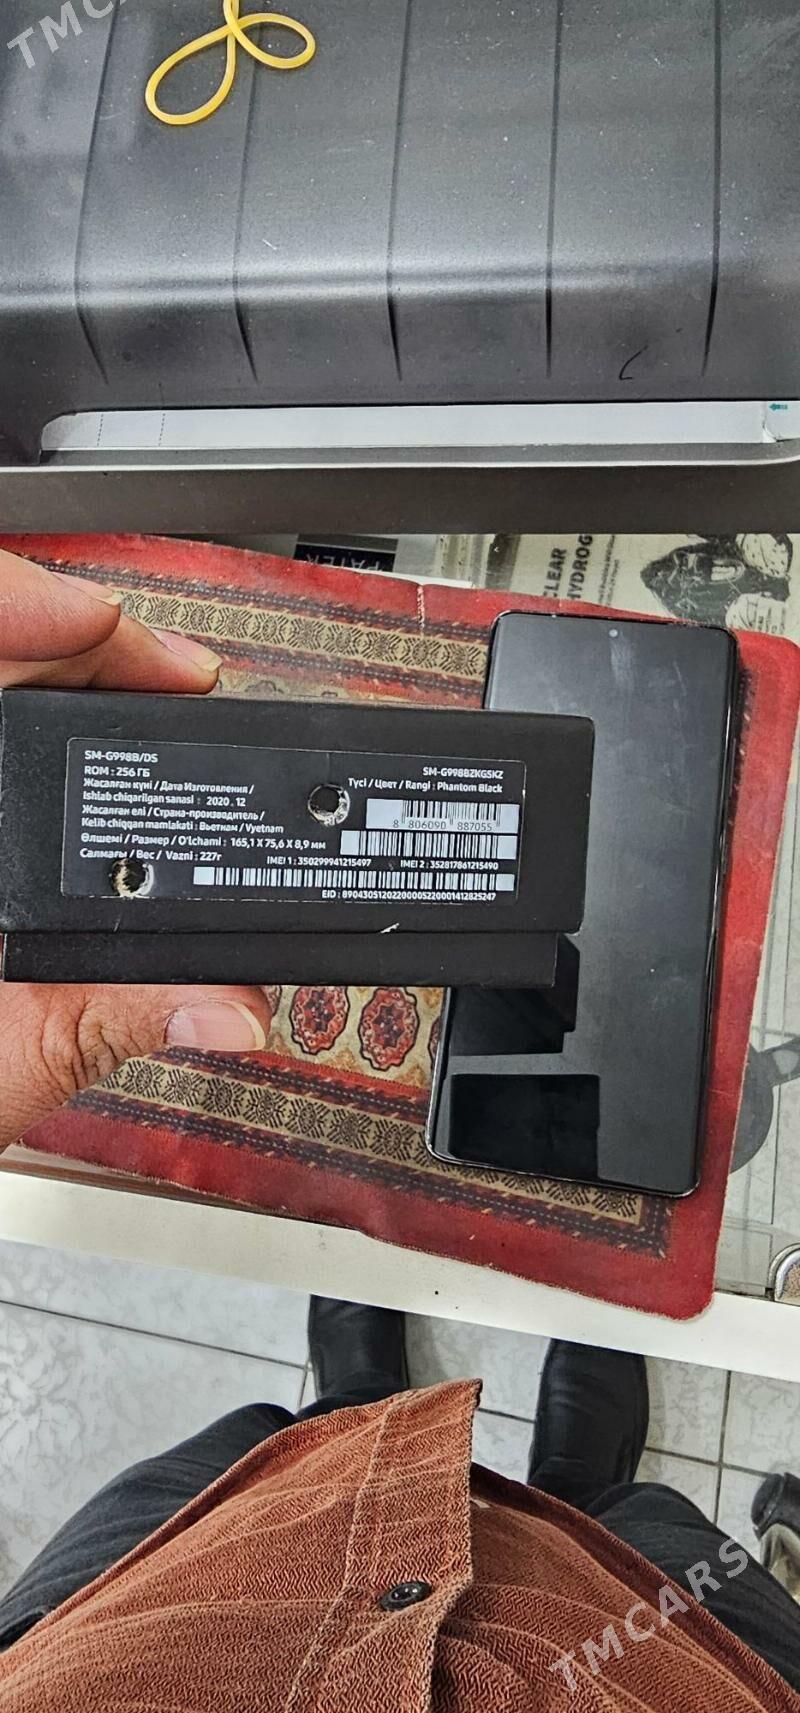 TMCARS
PATEK
CLEAR
HYDROG
SM-G998B/DS
ROM : 256 ГБ
Жасалған күні / Дата Изготовления /
Ishlab chiqarilgan sanasi : 2020 . 12
Жасалған елі / Страна-производитель /
Kelib chiqqan mamlakati : Вьетнам / Vyetnam
Өлшемі / Размер / O'lchami : 165,1 X 75,6 X 8,9 мм
Салмағы / Вес / Vazni : 227г
SM-G998BZKGSKZ
Түсі / Цвет / Rangi : Phantom Black
8 806090 887055
IMEI 1 : 350299941215497 IMEI 2 : 352817861215490
EID : 89043051202200005220001412825247
TMCARS